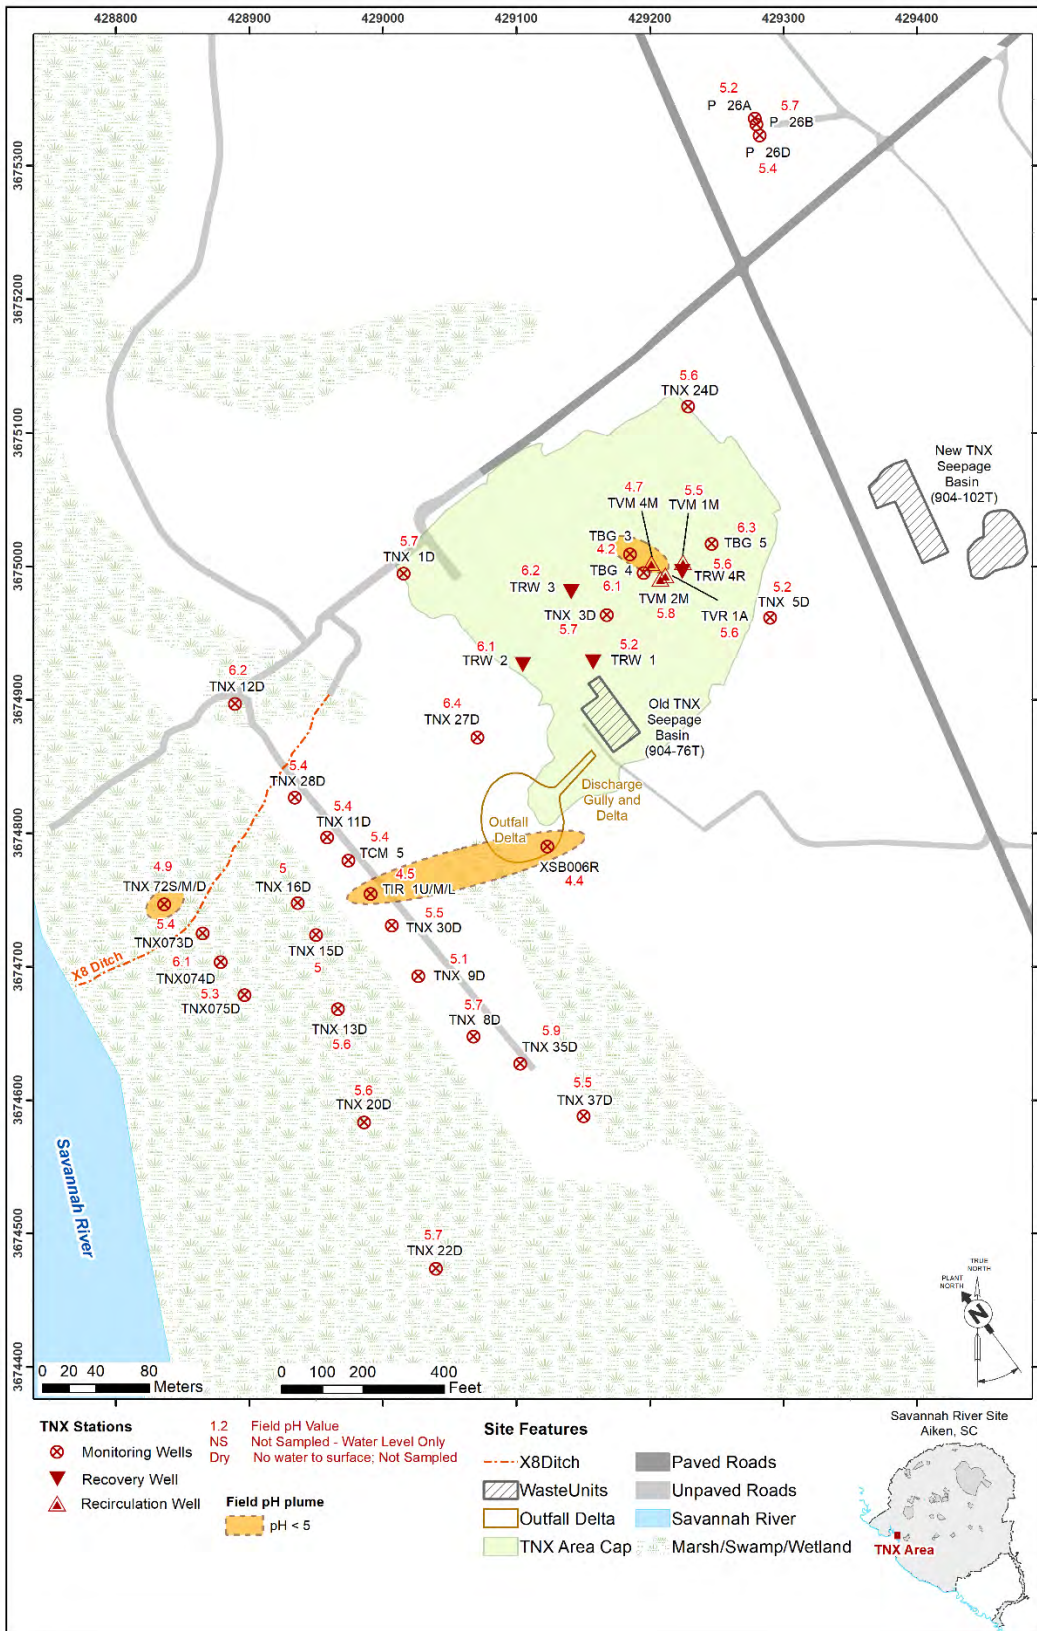 428800 428900 429000 429100 429200 429300 429400
3675300
3675200
3675100
3675000
3674900
3674800
3674700
3674600
3674500
3674400
5.2
P 26A
5.7
P 26B
P 26D
5.4
5.6
TNX 24D
New TNX
Seepage
Basin
(904-102T)
4.7
TVM 4M
5.5
TVM 1M
TBG 3
4.2
6.3
TBG 5
5.7
TNX 1D
TBG 4
6.1
5.6
TRW 4R
6.2
TRW 3
TVM 2M
5.8
TVR 1A
5.6
5.2
TNX 5D
TNX 3D
5.7
6.1
TRW 2
5.2
TRW 1
6.2
TNX 12D
6.4
TNX 27D
Old TNX
Seepage
Basin
(904-76T)
5.4
TNX 28D
Discharge
Gully and
Delta
Outfall
Delta
5.4
TNX 11D
5.4
TCM 5
4.9
TNX 72S/M/D
5
TNX 16D
4.5
TIR 1U/M/L
XSB006R
4.4
5.4
TNX073D
5.5
TNX 30D
TNX 15D
5
6.1
TNX074D
X8 Ditch
5.1
TNX 9D
5.3
TNX075D
TNX 13D
5.6
5.7
TNX 8D
5.9
TNX 35D
5.6
TNX 20D
5.5
TNX 37D
Savannah River
5.7
TNX 22D
TRUE
NORTH
PLANT
NORTH
N
0 20 40 80
Meters
0 100 200 400
Feet
TNX Stations
Monitoring Wells
Recovery Well
Recirculation Well
1.2 Field pH Value
NS Not Sampled - Water Level Only
Dry No water to surface; Not Sampled
Field pH plume
pH < 5
Site Features
X8Ditch
WasteUnits
Outfall Delta
TNX Area Cap
Paved Roads
Unpaved Roads
Savannah River
Marsh/Swamp/Wetland
Savannah River Site
Aiken, SC
TNX Area